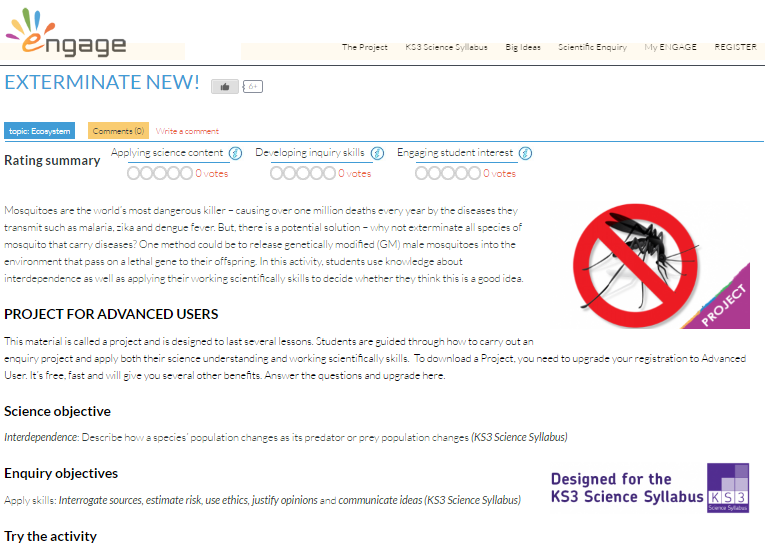 engage
The Project KS3 Science Syllabus Big Ideas Scientific Enquiry My ENGAGE REGISTER
EXTERMINATE NEW! 6+
topic: Ecosystem Comments (0) Write a comment
Rating summary Applying science content Developing inquiry skills Engaging student interest
0 votes 0 votes 0 votes
Mosquitoes are the world's most dangerous killer – causing over one million deaths every year by the diseases they
transmit such as malaria, zika and dengue fever. But, there is a potential solution – why not exterminate all species of
mosquito that carry diseases? One method could be to release genetically modified (GM) male mosquitoes into the
environment that pass on a lethal gene to their offspring. In this activity, students use knowledge about
interdependence as well as applying their working scientifically skills to decide whether they think this is a good idea.
PROJECT
PROJECT FOR ADVANCED USERS
This material is called a project and is designed to last several lessons. Students are guided through how to carry out an
enquiry project and apply both their science understanding and working scientifically skills. To download a Project, you need to upgrade your registration to Advanced
User. It's free, fast and will give you several other benefits. Answer the questions and upgrade here.
Science objective
Interdependence: Describe how a species' population changes as its predator or prey population changes (KS3 Science Syllabus)
Enquiry objectives
Apply skills: Interrogate sources, estimate risk, use ethics, justify opinions and communicate ideas (KS3 Science Syllabus)
Designed for the
KS3 Science Syllabus
KS3
Science Syllabus
Try the activity